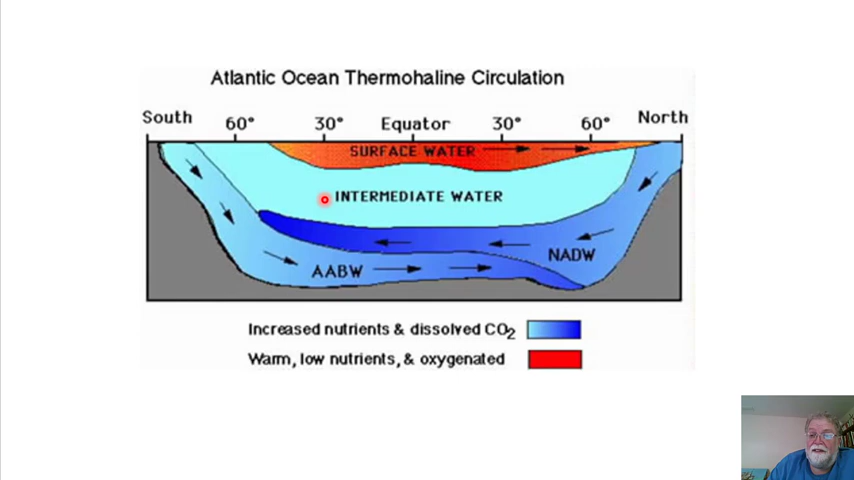 Atlantic Ocean Thermohaline Circulation
South 60° 30° Equator 30° 60° North
SURFACE WATER
INTERMEDIATE WATER
NADW
AABW
Increased nutrients & dissolved CO₂
Warm, low nutrients, & oxygenated